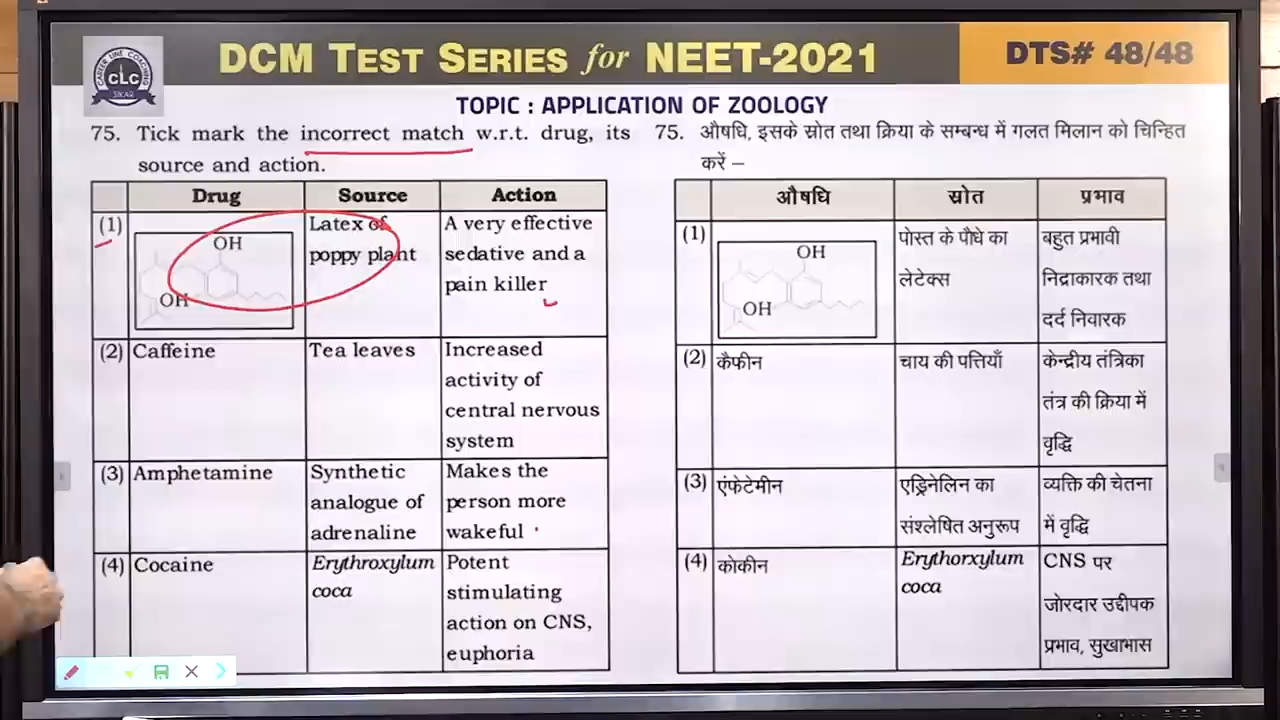 DCM TEST SERIES for NEET-2021
DTS# 48/48
CAREER LINE COACHING
CLC
SIKAR
TOPIC : APPLICATION OF ZOOLOGY
75. Tick mark the incorrect match w.r.t. drug, its
source and action.
Drug Source Action
(1) OH OH Latex of A very effective
poppy plant sedative and a
pain killer
(2) Caffeine Tea leaves Increased
activity of
central nervous
system
(3) Amphetamine Synthetic Makes the
analogue of person more
adrenaline wakeful
(4) Cocaine Erythroxylum Potent
coca stimulating
action on CNS,
euphoria
75. औषधि, इसके स्रोत तथा क्रिया के सम्बन्ध में गलत मिलान को चिन्हित
करें –
औषधि स्रोत प्रभाव
(1) OH OH पोस्त के पौधे का बहुत प्रभावी
लेटेक्स निद्राकारक तथा
दर्द निवारक
(2) कैफीन चाय की पत्तियाँ केन्द्रीय तंत्रिका
तंत्र की क्रिया में
वृद्धि
(3) एंफेटेमीन एड्रिनेलिन का व्यक्ति की चेतना
संश्लेषित अनुरूप में वृद्धि
(4) कोकीन Erythorxylum CNS पर
coca जोरदार उद्दीपक
प्रभाव, सुखाभास